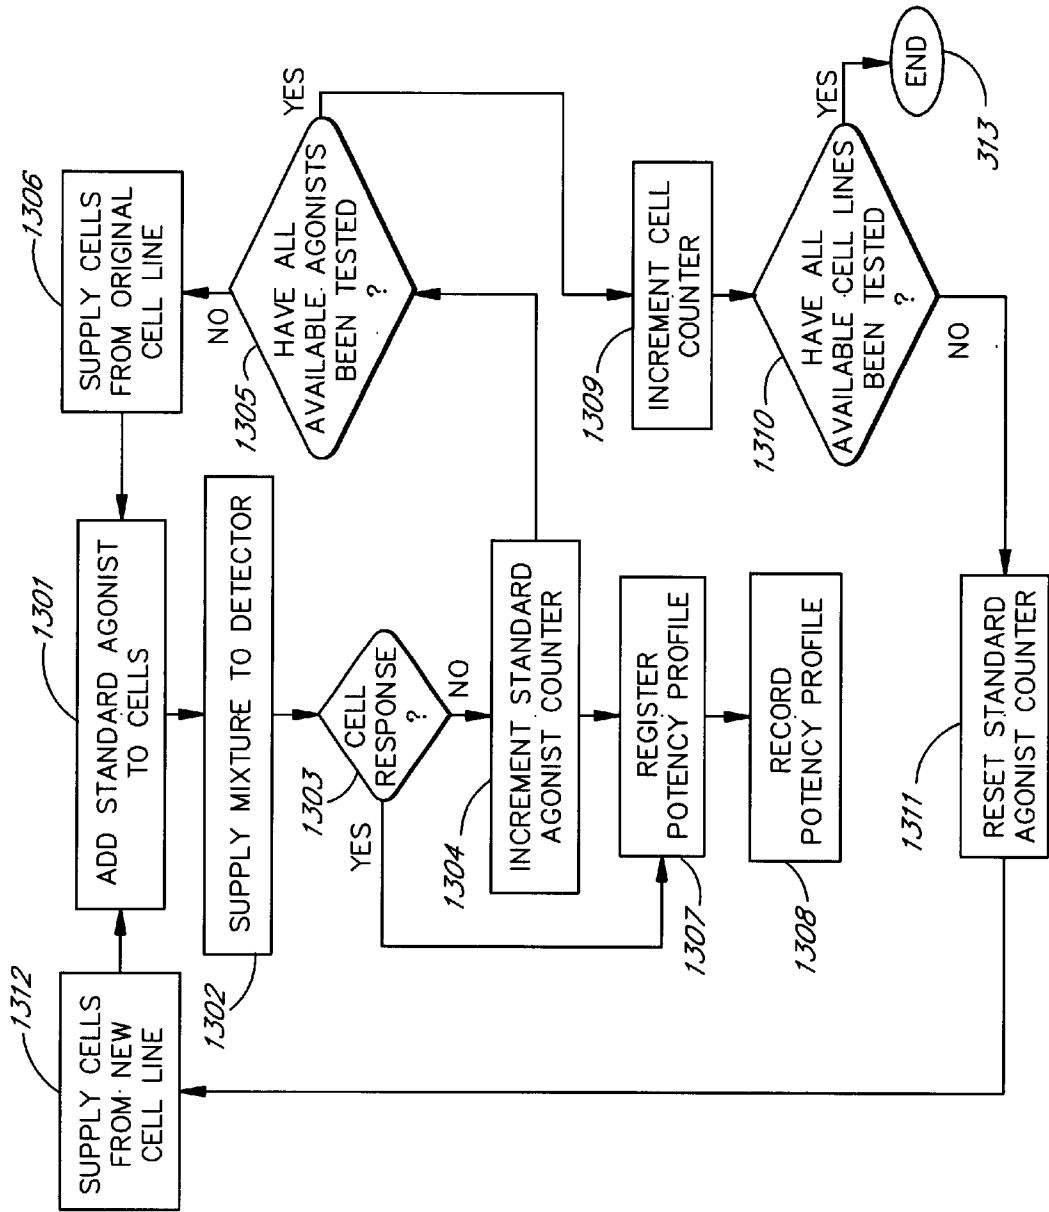 1312
SUPPLY CELLS
FROM NEW
CELL LINE
1301
ADD STANDARD AGONIST
TO CELLS
1306
SUPPLY CELLS
FROM ORIGINAL
CELL LINE
1302
SUPPLY MIXTURE TO DETECTOR
1303
CELL
RESPONSE
?
YES
NO
1304
INCREMENT STANDARD
AGONIST COUNTER
1305
HAVE ALL
AVAILABLE AGONISTS
BEEN TESTED
?
NO
YES
1307
REGISTER
POTENCY PROFILE
1308
RECORD
POTENCY PROFILE
1309
INCREMENT CELL
COUNTER
1310
HAVE ALL
AVAILABLE CELL LINES
BEEN TESTED
?
YES
NO
END
313
1311
RESET STANDARD
AGONIST COUNTER